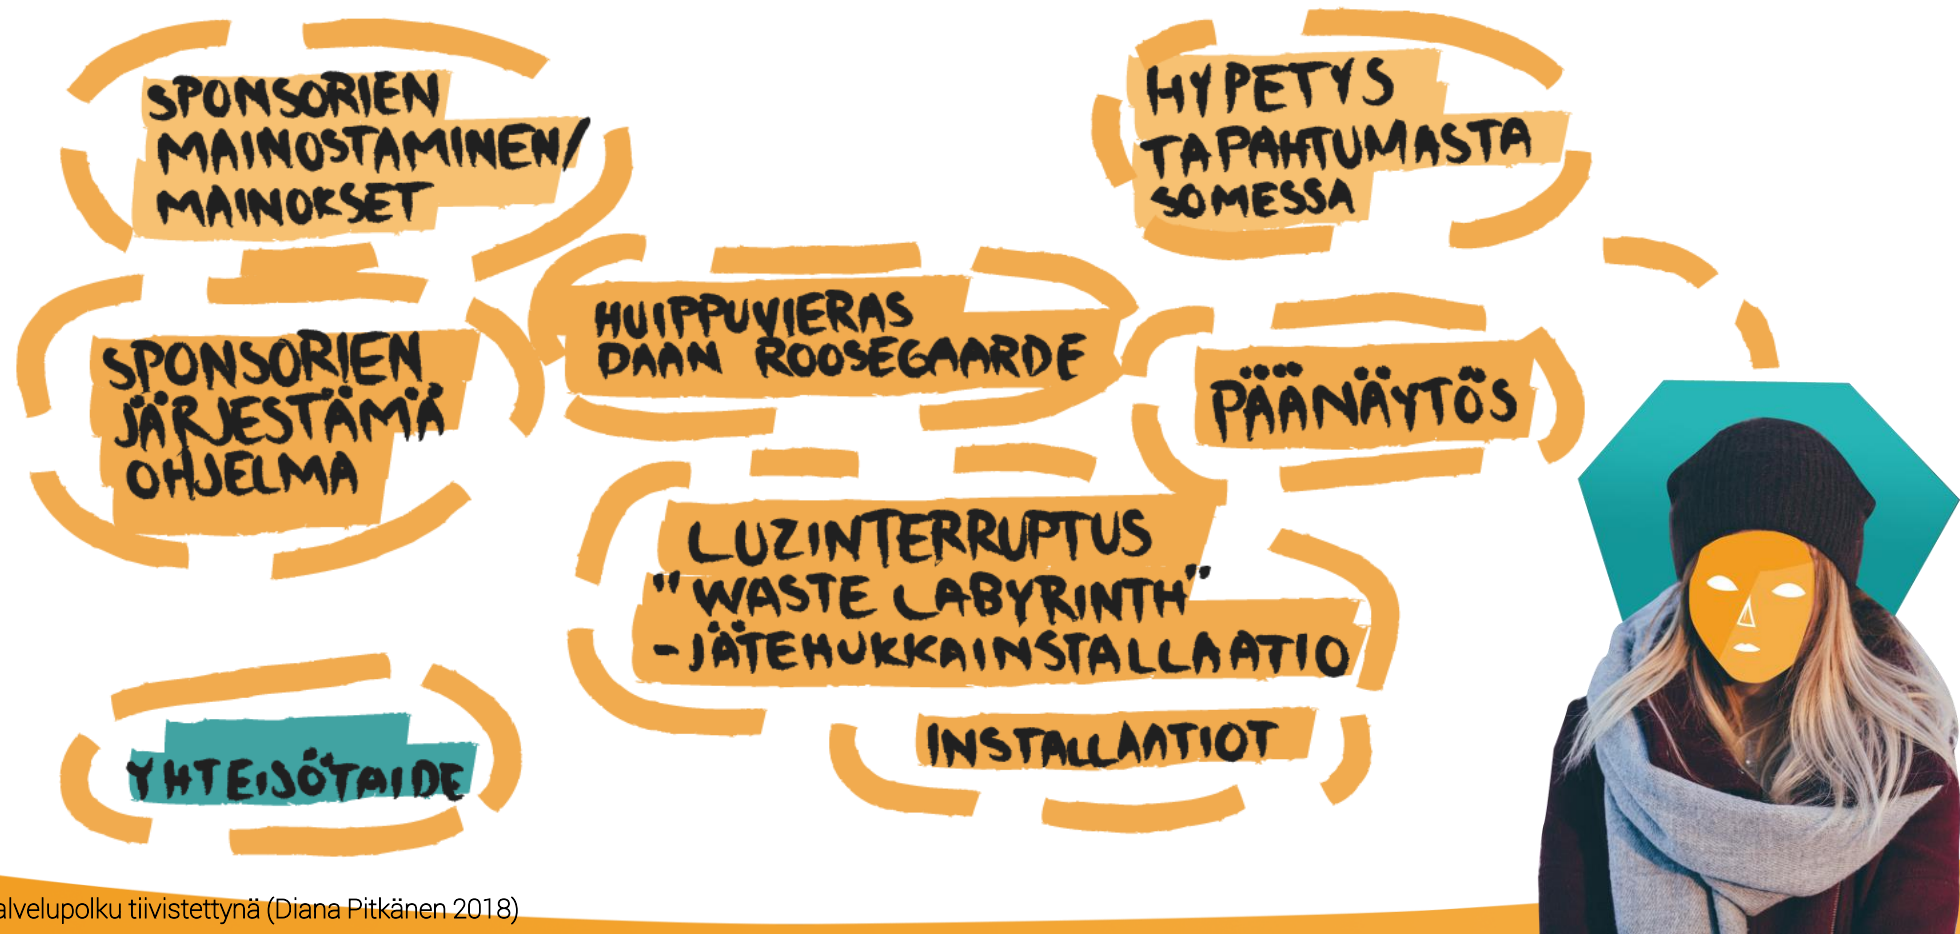 SPONSORIEN
MAINOSTAMINEN/
MAINOKSET
HYPETYS
TAPAHTUMASTA
SOMESSA
SPONSORIEN
JÄRJESTÄMÄ
OHJELMA
HUIPPUVIERAS
DAAN ROOSEGAARDE
PÄÄNÄYTÖS
LUZINTERRUPTUS
"WASTE LABYRINTH"
-JÄTEHUKKAINSTALLAATIO
INSTALLAATIOT
YHTEISÖTAIDE
alvelupolku tiivistettynä (Diana Pitkänen 2018)